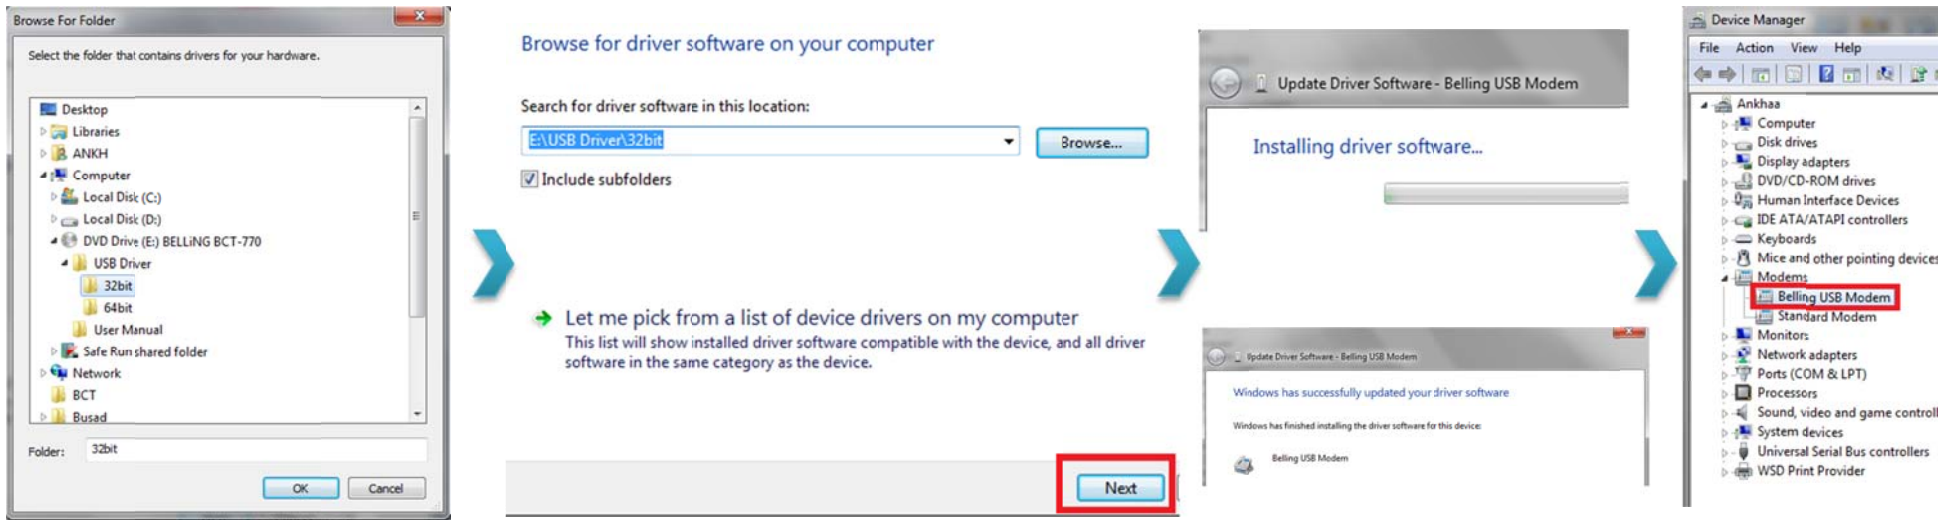 Browse For Folder
Select the folder that contains drivers for your hardware.
Desktop
Libraries
ANKH
Computer
Local Disk (C:)
Local Disk (D:)
DVD Drive (E:) BELLiNG BCT-770
USB Driver
32bit
64bit
User Manual
Safe Run shared folder
Network
BCT
Busad
Folder: 32bit
OK Cancel
Browse for driver software on your computer
Search for driver software in this location:
E:\USB Driver\32bit
Browse...
Include subfolders
Let me pick from a list of device drivers on my computer
This list will show installed driver software compatible with the device, and all driver
software in the same category as the device.
Next
Update Driver Software - Belling USB Modem
Installing driver software...
Update Driver Software - Belling USB Modem
Windows has successfully updated your driver software
Windows has finished installing the driver software for this device:
Belling USB Modem
Device Manager
File Action View Help
Ankhaa
Computer
Disk drives
Display adapters
DVD/CD-ROM drives
Human Interface Devices
IDE ATA/ATAPI controllers
Keyboards
Mice and other pointing devices
Modems
Belling USB Modem
Standard Modem
Monitors
Network adapters
Ports (COM & LPT)
Processors
Sound, video and game controll
System devices
Universal Serial Bus controllers
WSD Print Provider